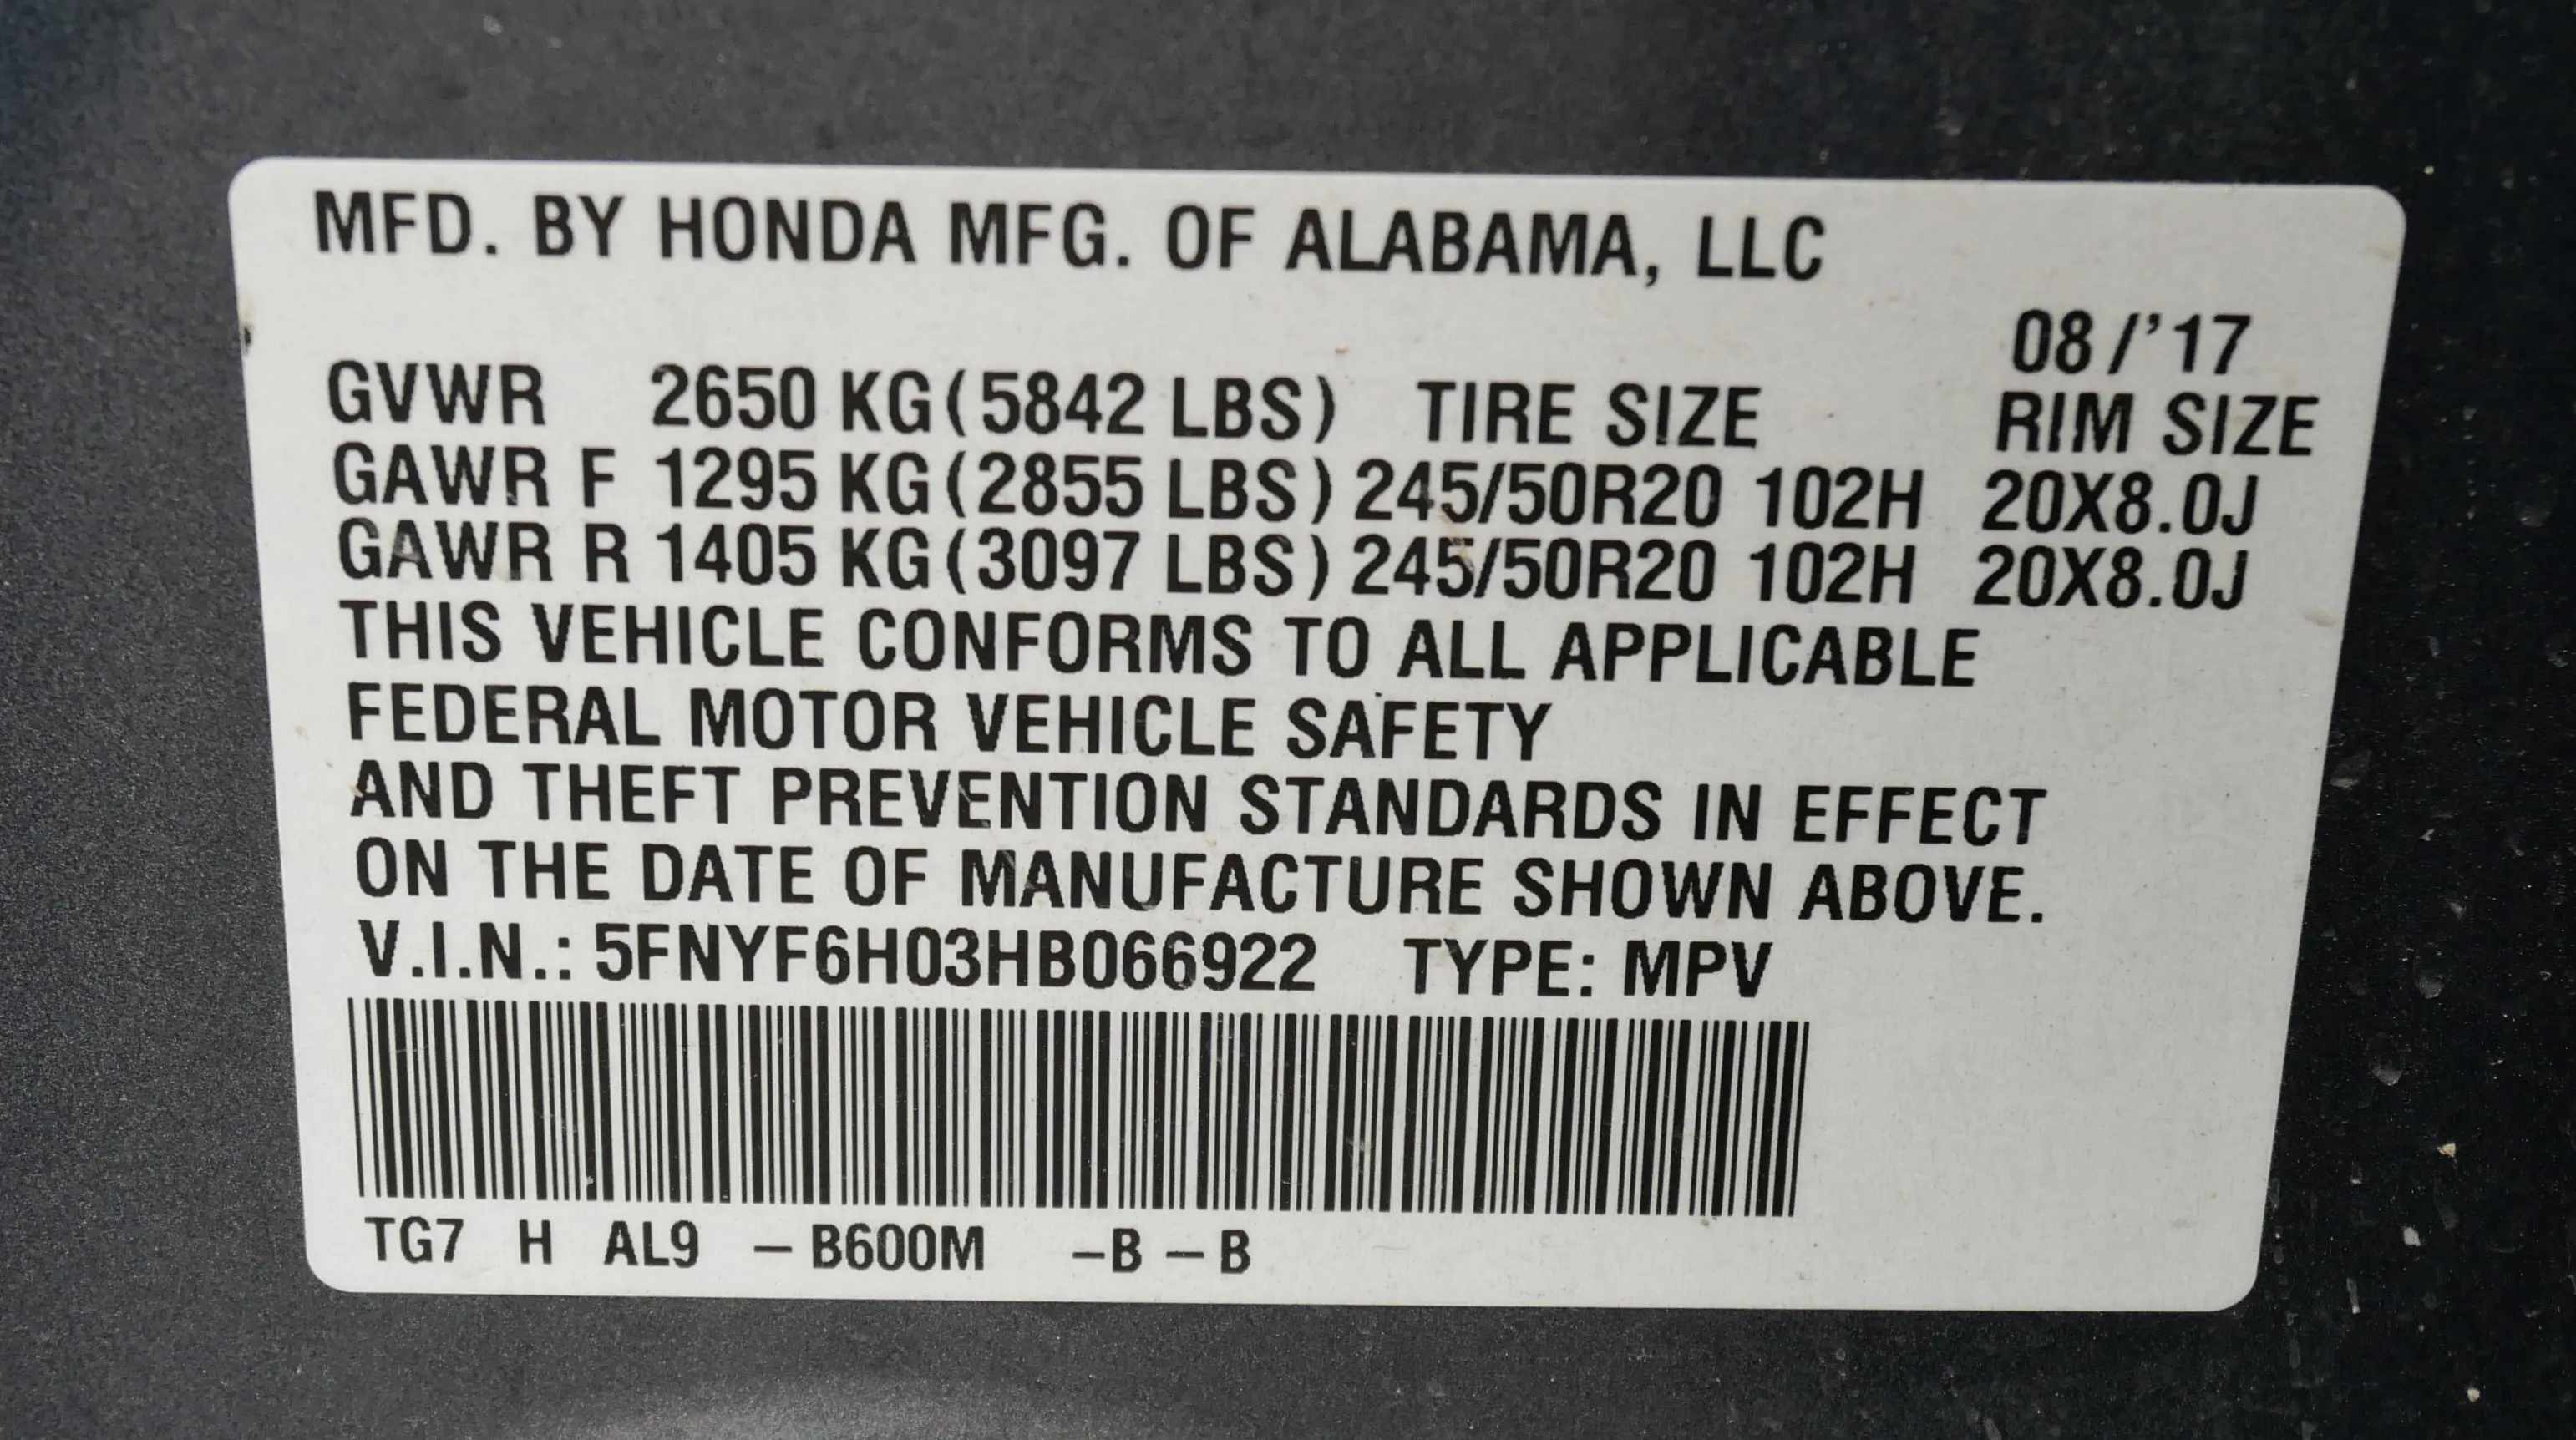 MFD. BY HONDA MFG. OF ALABAMA, LLC
08/'17
GVWR 2650 KG(5842 LBS) TIRE SIZE RIM SIZE
GAWR F 1295 KG(2855 LBS) 245/50R20 102H 20X8.0J
GAWR R 1405 KG(3097 LBS) 245/50R20 102H 20X8.0J
THIS VEHICLE CONFORMS TO ALL APPLICABLE
FEDERAL MOTOR VEHICLE SAFETY
AND THEFT PREVENTION STANDARDS IN EFFECT
ON THE DATE OF MANUFACTURE SHOWN ABOVE.
V.I.N.: 5FNYF6H03HB066922 TYPE: MPV
TG7 H AL9 – B600M –B – B